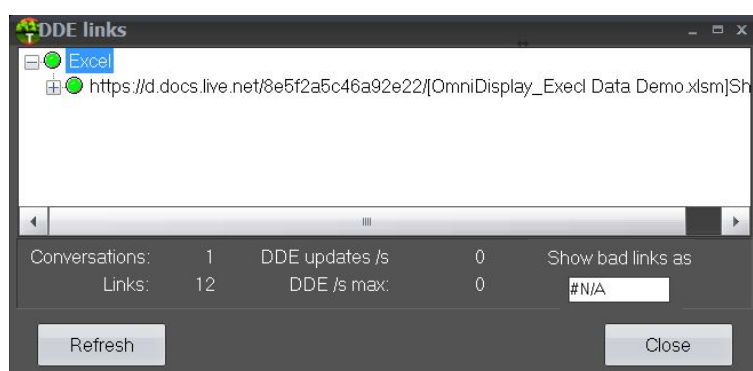 DDE links
Excel
https://d.docs.live.net/8e5f2a5c46a92e22/[OmniDisplay_Execl Data Demo.xlsm]Sh
Conversations: 1 DDE updates /s 0 Show bad links as
Links: 12 DDE /s max: 0 #N/A
Refresh Close